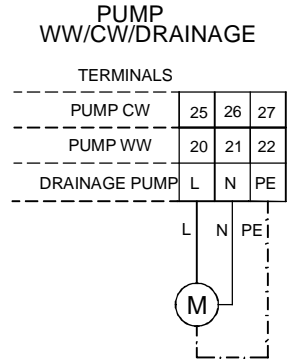 PUMP
WW/CW/DRAINAGE
TERMINALS
PUMP CW 25 26 27
PUMP WW 20 21 22
DRAINAGE PUMP L N PE
L N PE
M